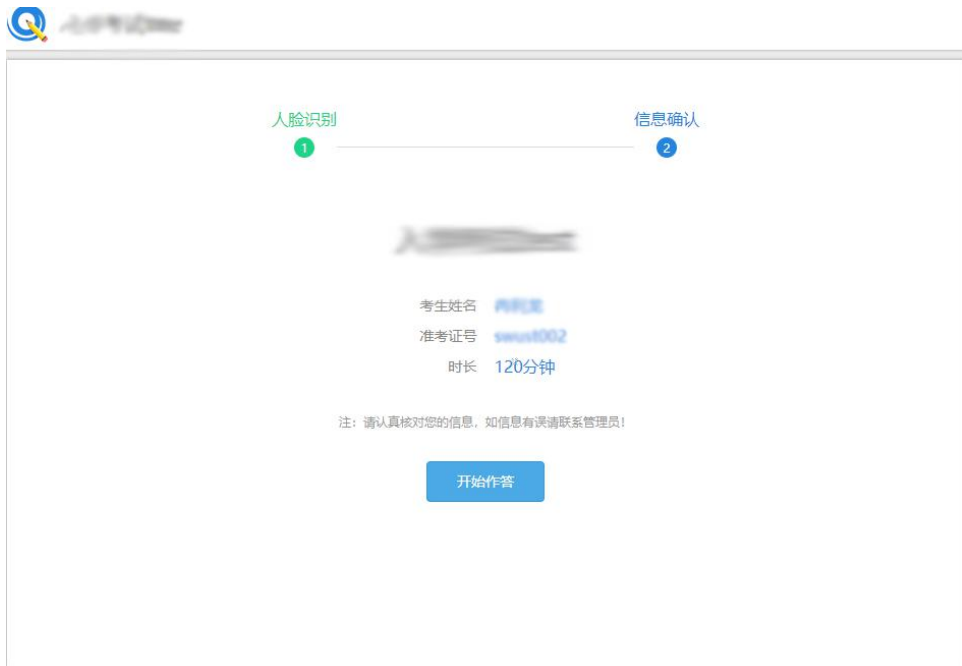 人脸识别
信息确认
1
2
考生姓名
准考证号
时长 120分钟
注：请认真核对您的信息，如信息有误请联系管理员！
开始作答